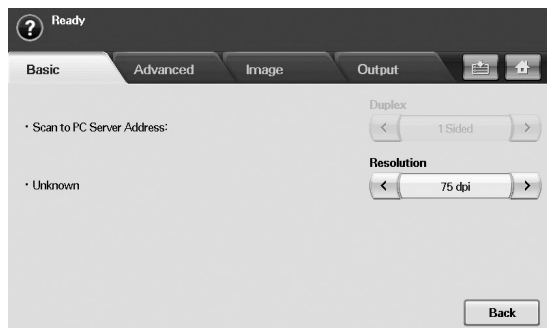 Ready
Basic
Advanced
Image
Output
Duplex
• Scan to PC Server Address:
1 Sided
Resolution
• Unknown
75 dpi
Back